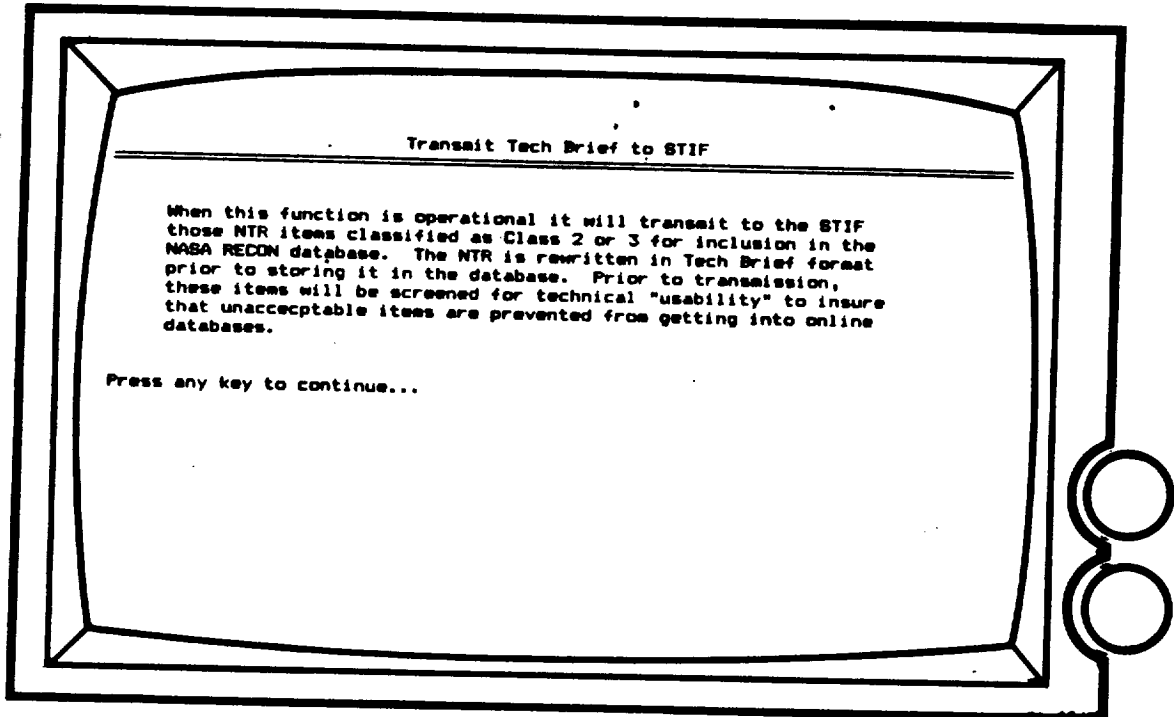 Transmit Tech Brief to STIF
When this function is operational it will transmit to the STIF
those NTR items classified as Class 2 or 3 for inclusion in the
NASA RECON database.  The NTR is rewritten in Tech Brief format
prior to storing it in the database.  Prior to transmission,
these items will be screened for technical "usability" to insure
that unaccecptable items are prevented from getting into online
databases.
Press any key to continue...